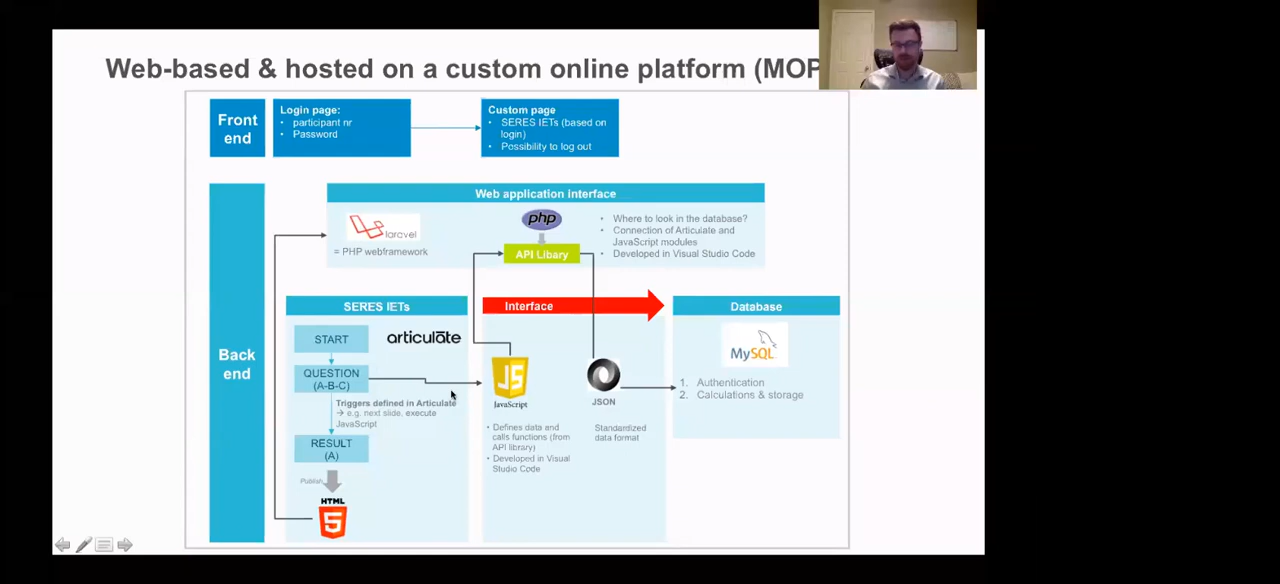 Web-based & hosted on a custom online platform (MOP
Front
end
Login page:
• participant nr
• Password
Custom page
• SERES IETs (based on
login)
• Possibility to log out
Back
end
Web application interface
laravel
= PHP webframework
php
API Libary
• Where to look in the database?
• Connection of Articulate and
JavaScript modules
• Developed in Visual Studio Code
SERES IETs
START
articulate
QUESTION
(A-B-C)
Triggers defined in Articulate
→ e.g. next slide, execute
JavaScript
RESULT
(A)
Publish
HTML
5
Interface
JS
JavaScript
• Defines data and
calls functions (from
API library)
• Developed in Visual
Studio Code
JSON
Standardized
data format
Database
MySQL
1. Authentication
2. Calculations & storage